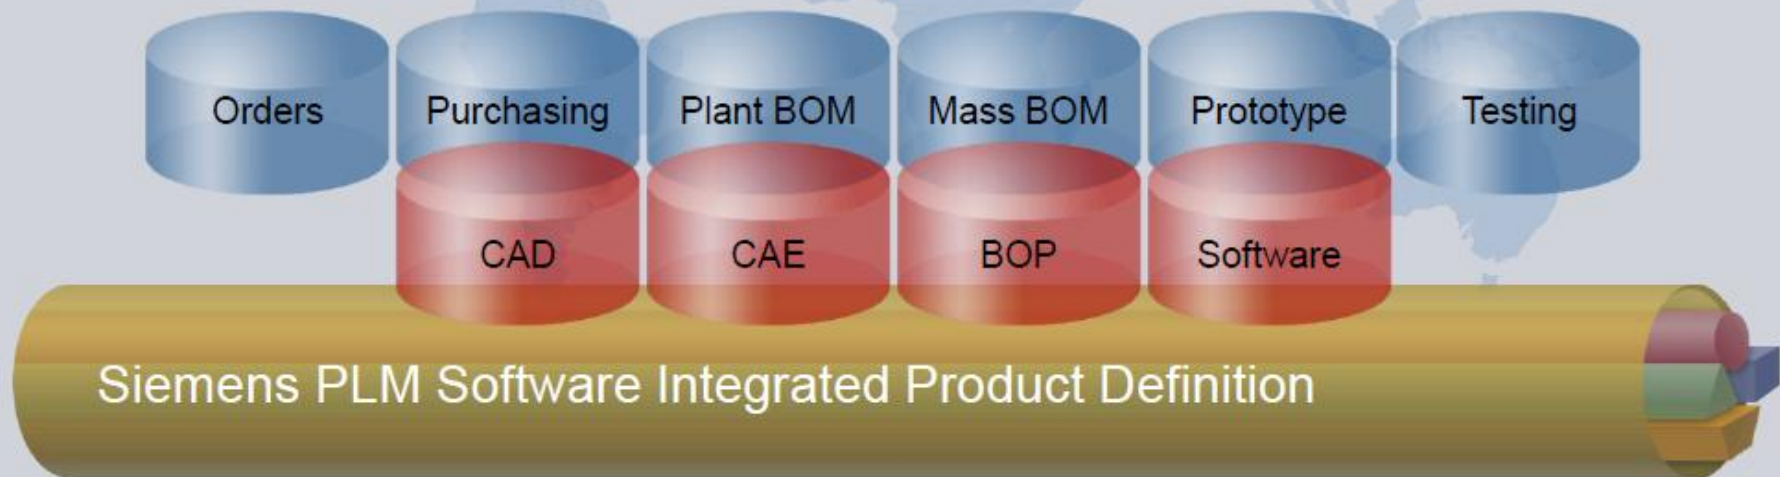 Orders
Purchasing
Plant BOM
Mass BOM
Prototype
Testing
CAD
CAE
BOP
Software
Siemens PLM Software Integrated Product Definition